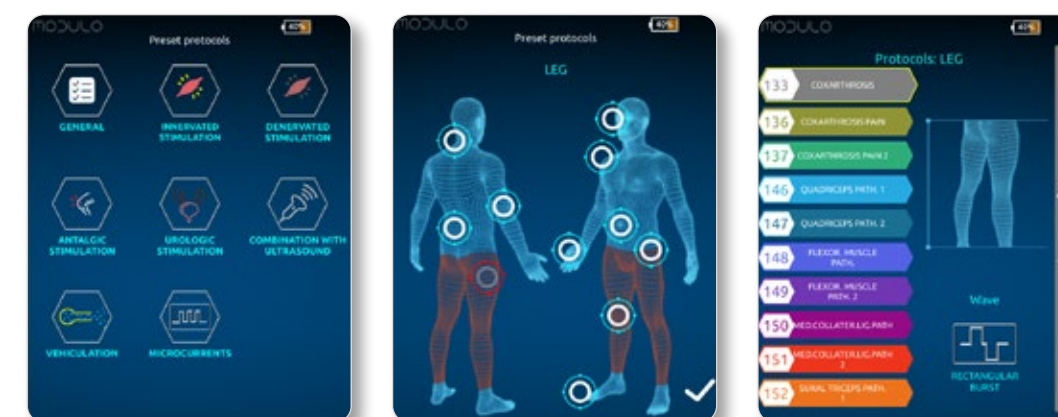 MODULO
40%
Preset protocols
GENERAL
INNERVATED
STIMULATION
DENERVATED
STIMULATION
ANTALGIC
STIMULATION
UROLOGIC
STIMULATION
COMBINATION WITH
ULTRASOUND
VEHICULATION
MICROCURRENTS
MODULO
40%
Preset protocols
LEG
MODULO
40%
Protocols: LEG
133 COXARTHROSIS
136 COXARTHROSIS PAIN
137 COXARTHROSIS PAIN 2
146 QUADRICEPS PATH. 1
147 QUADRICEPS PATH. 2
148 FLEXOR. MUSCLE
PATH.
149 FLEXOR. MUSCLE
PATH. 2
150 MED.COLLATER.LIG.PATH
151 MED.COLLATER.LIG.PATH
2
152 SURAL TRICEPS PATH.
1
Wave
RECTANGULAR
BURST